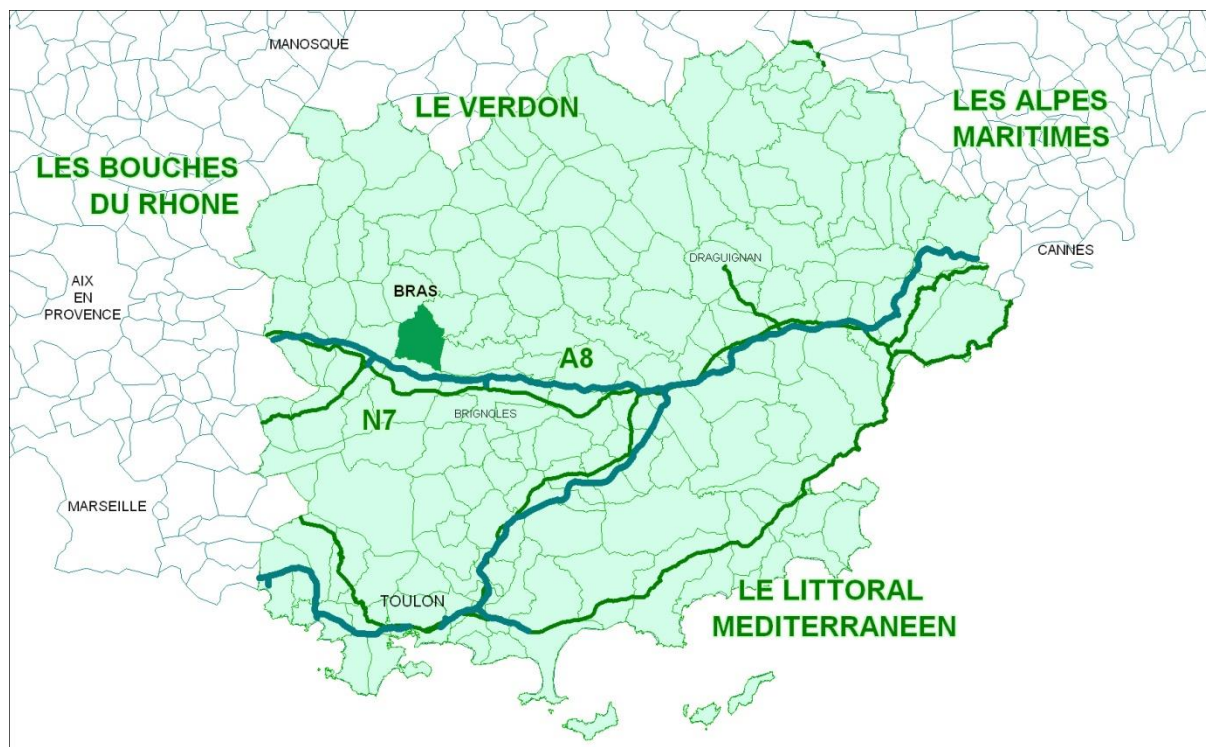 MANOSQUE
LE VERDON
LES ALPES
MARITIMES
LES BOUCHES
DU RHONE
CANNES
DRAGUIGNAN
AIX
EN
PROVENCE
BRAS
A8
N7
BRIGNOLES
MARSEILLE
TOULON
LE LITTORAL
MEDITERRANEEN